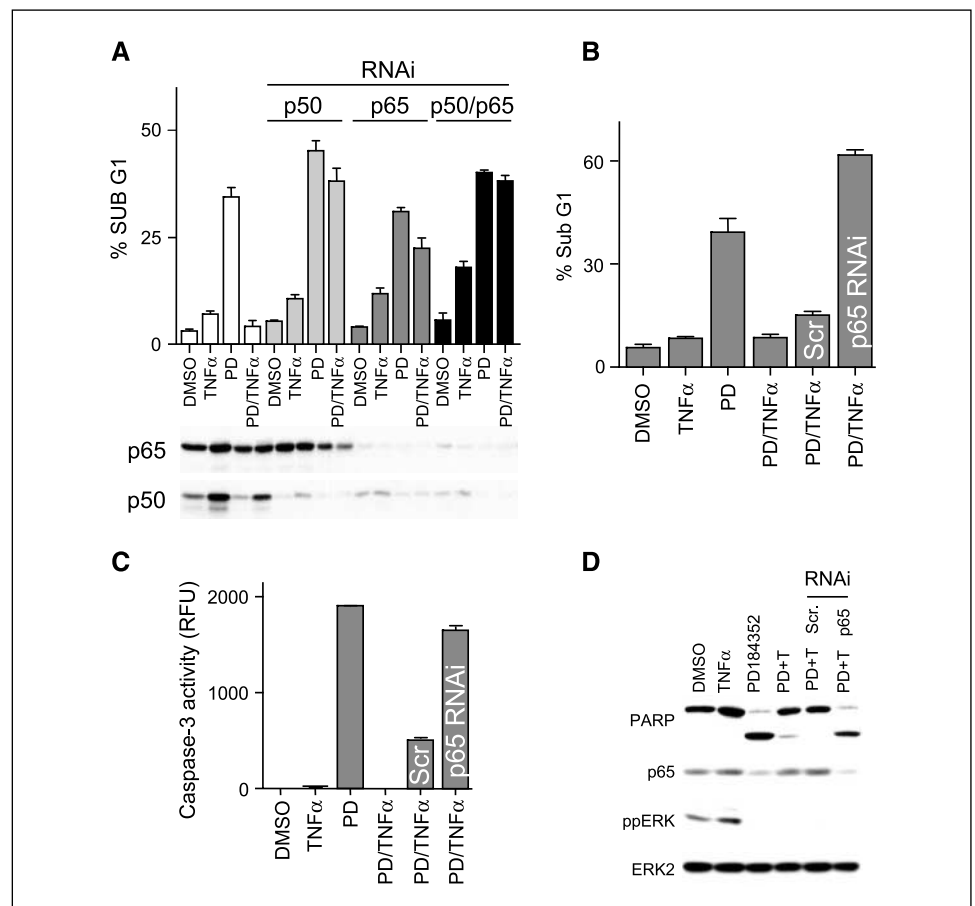 A
RNAi
p50 p65 p50/p65
% SUB G1
50
25
0
DMSO TNFα PD PD/TNFα DMSO TNFα PD PD/TNFα DMSO TNFα PD PD/TNFα DMSO TNFα PD PD/TNFα
p65
p50
B
% Sub G1
60
30
0
Scr
p65 RNAi
DMSO TNFα PD PD/TNFα PD/TNFα PD/TNFα
C
Caspase-3 activity (RFU)
2000
1000
0
Scr
p65 RNAi
DMSO TNFα PD PD/TNFα PD/TNFα PD/TNFα
D
RNAi
DMSO TNFα PD184352 PD+T PD+T Scr. PD+T p65
PARP
p65
ppERK
ERK2